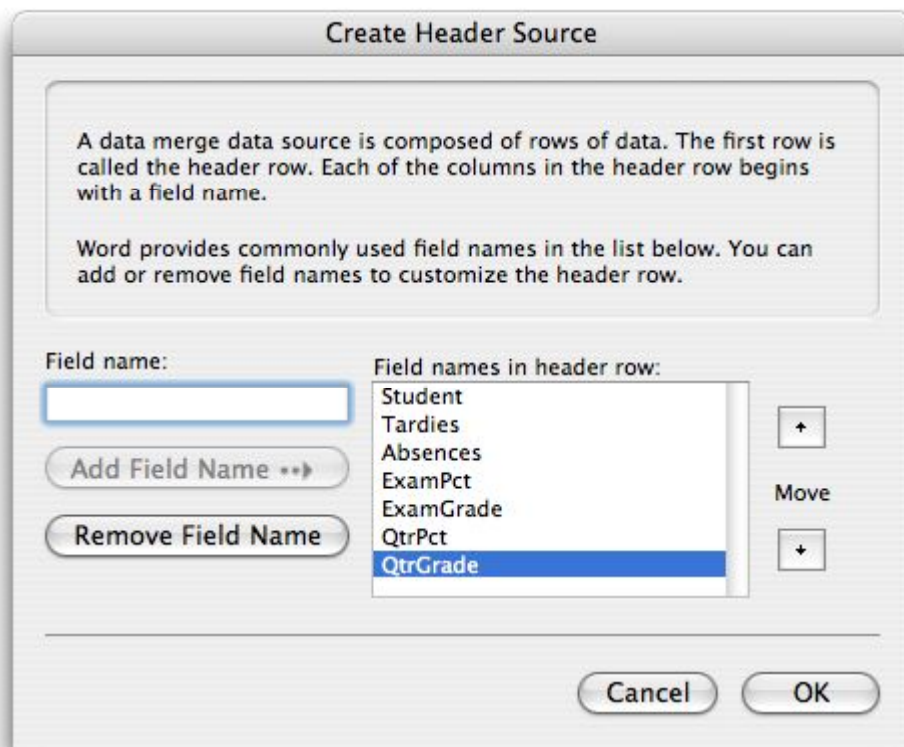 Create Header Source
A data merge data source is composed of rows of data. The first row is
called the header row. Each of the columns in the header row begins
with a field name.
Word provides commonly used field names in the list below. You can
add or remove field names to customize the header row.
Field name:
Add Field Name
Remove Field Name
Field names in header row:
Student
Tardies
Absences
ExamPct
ExamGrade
QtrPct
QtrGrade
Move
Cancel
OK